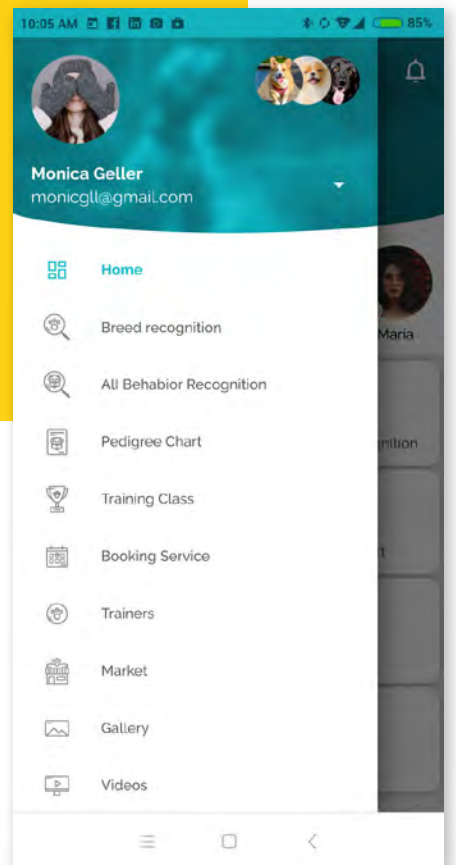 10:05 AM
85%
Monica Geller
monicgll@gmail.com
Home
Breed recognition
Maria
All Behabior Recognition
Pedigree Chart
gnition
Training Class
Booking Service
Trainers
Market
Gallery
Videos